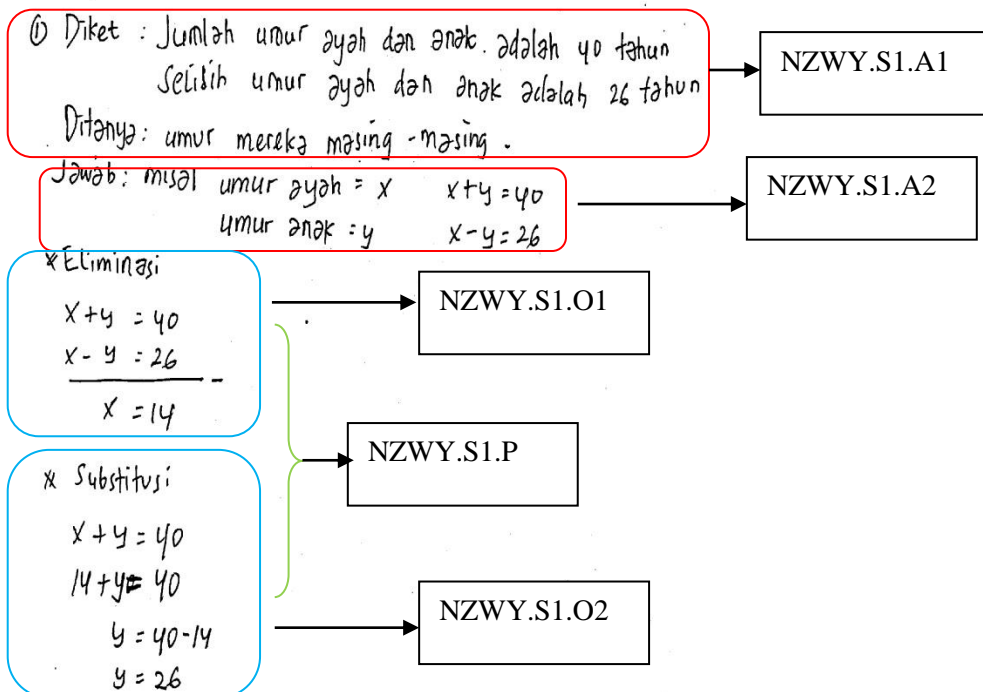 ① Diket : Jumlah umur ayah dan anak. adalah 40 tahun
Selisih umur ayah dan anak adalah 26 tahun
Ditanya: umur mereka masing-masing.
NZWY.S1.A1
Jawab: misal umur ayah = x x+y = 40
umur anak = y x-y = 26
NZWY.S1.A2
* Eliminasi
x+y = 40
x- y = 26
-
x = 14
NZWY.S1.O1
NZWY.S1.P
* Substitusi
x+y = 40
14+y= 40
y = 40-14
y = 26
NZWY.S1.O2